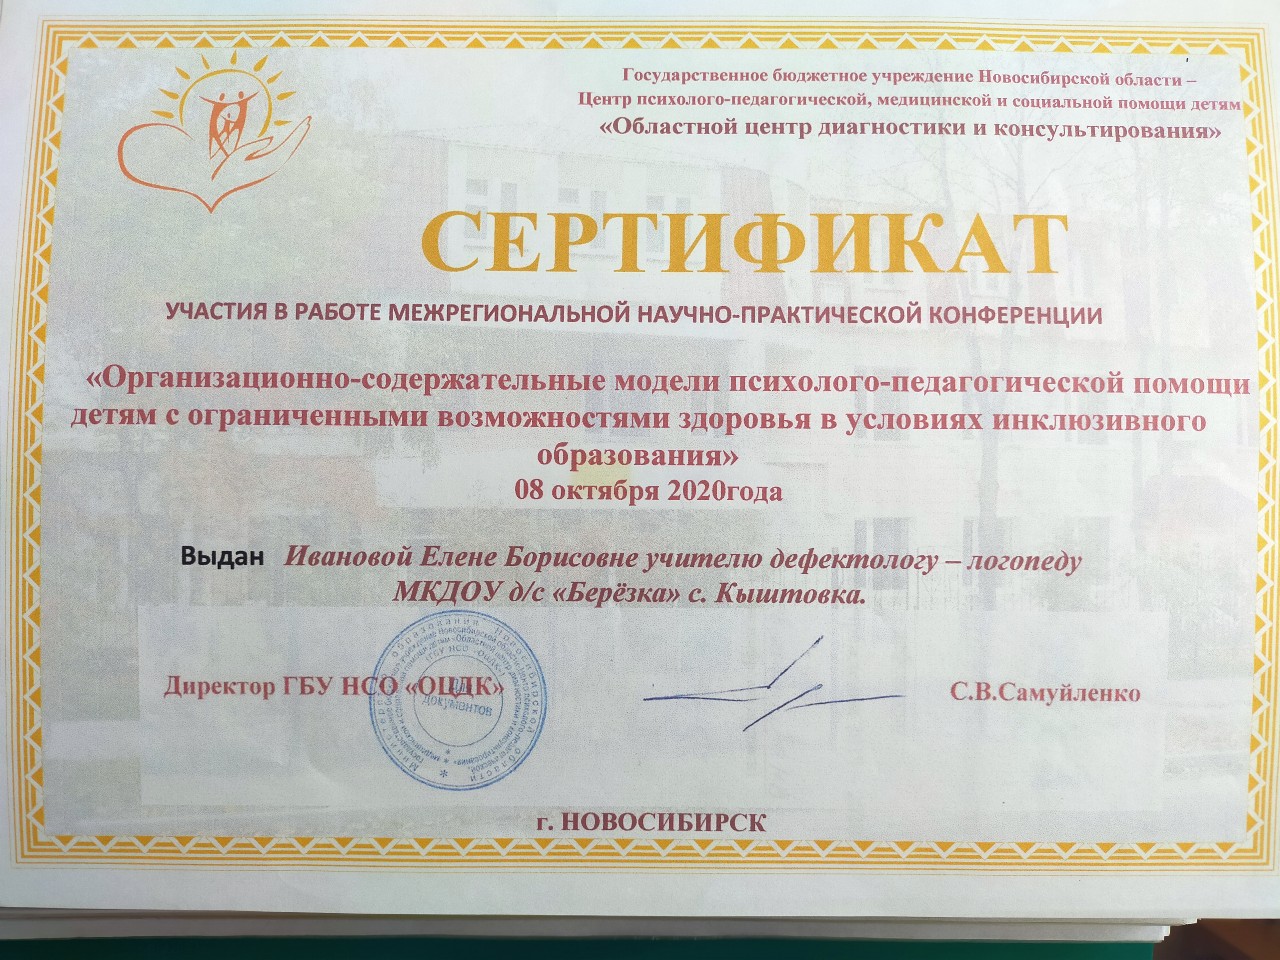 Государственное бюджетное учреждение Новосибирской области –
Центр психолого-педагогической, медицинской и социальной помощи детям
«Областной центр диагностики и консультирования»
СЕРТИФИКАТ
УЧАСТИЯ В РАБОТЕ МЕЖРЕГИОНАЛЬНОЙ НАУЧНО-ПРАКТИЧЕСКОЙ КОНФЕРЕНЦИИ
«Организационно-содержательные модели психолого-педагогической помощи
детям с ограниченными возможностями здоровья в условиях инклюзивного
образования»
08 октября 2020года
Выдан Ивановой Елене Борисовне учителю дефектологу – логопеду
МКДОУ д/с «Берёзка» с. Кыштовка.
Директор ГБУ НСО «ОЦДК»
С.В.Самуйленко
Для
документов
г. НОВОСИБИРСК